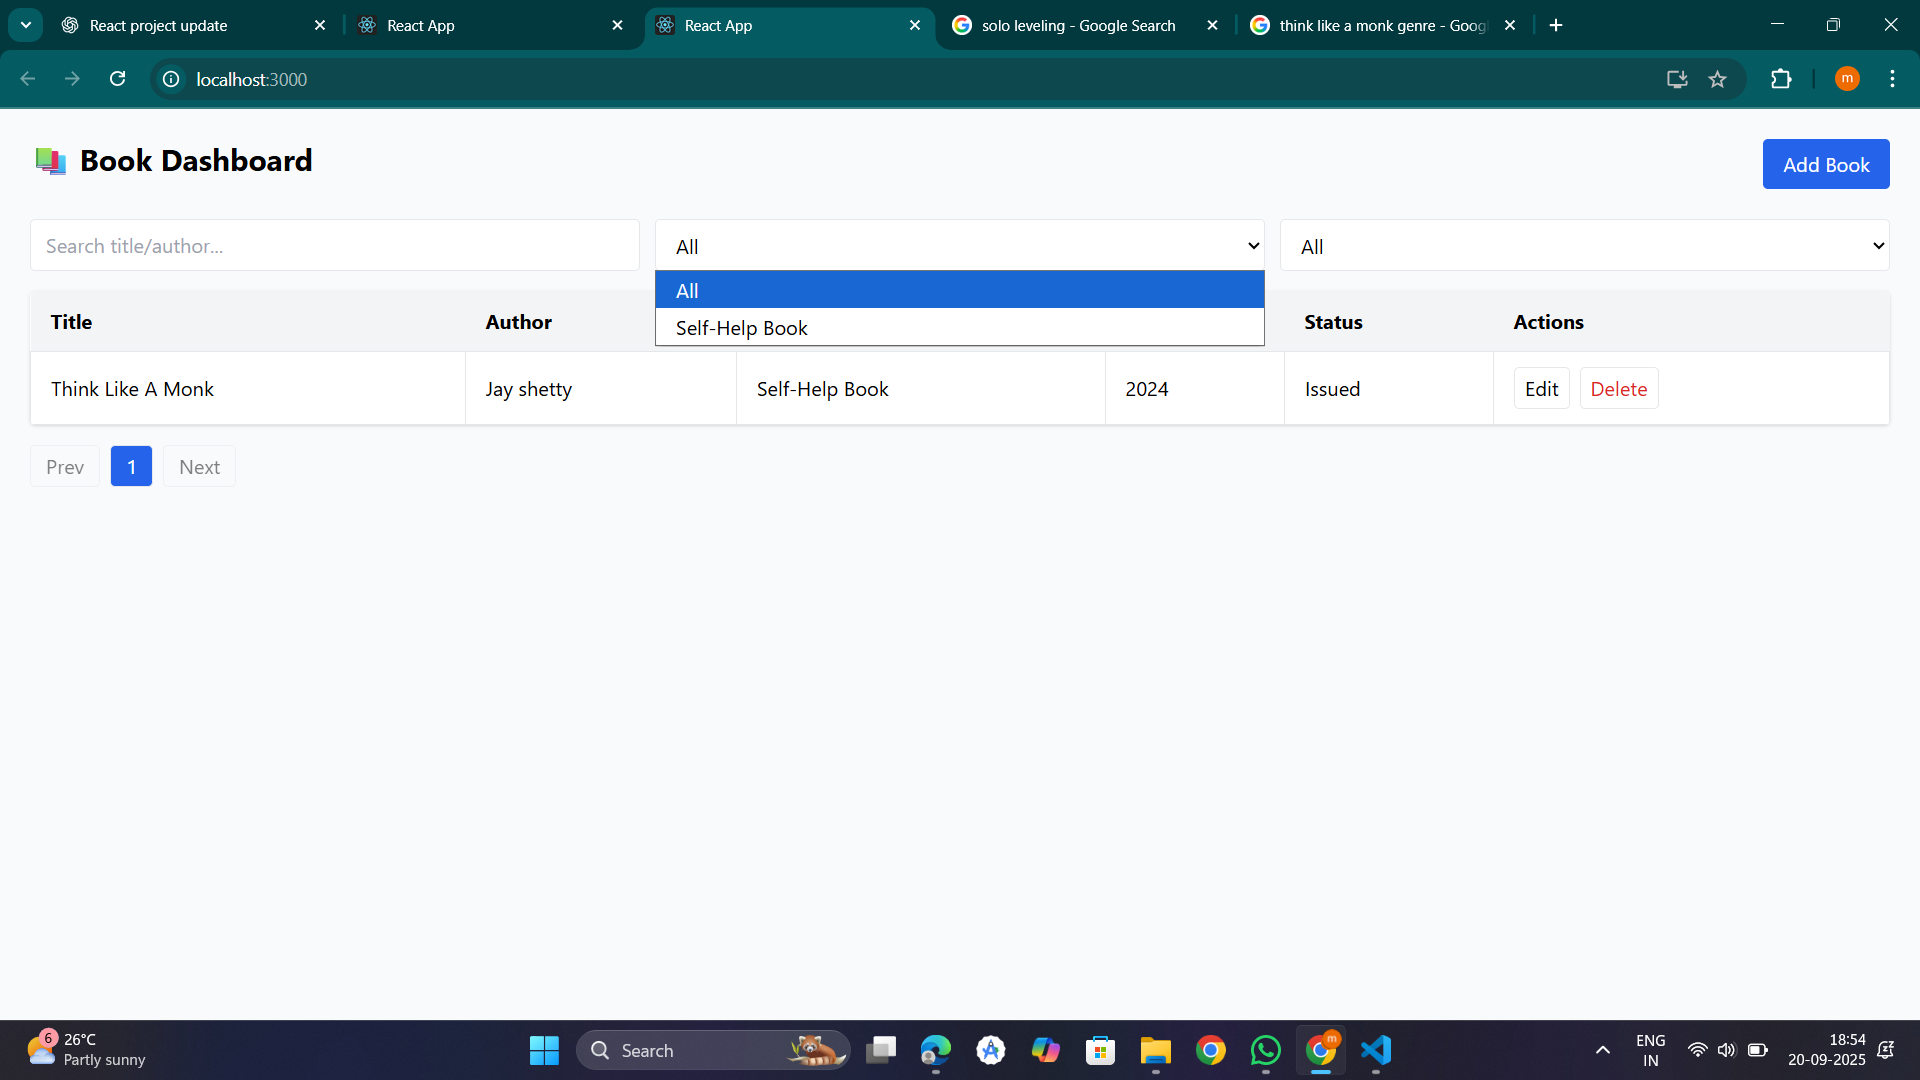 React project update
React App
React App
solo leveling - Google Search
think like a monk genre - Goog
localhost:3000
m
Book Dashboard
Add Book
Search title/author...
All
All
All
Self-Help Book
Title
Author
Status
Actions
Think Like A Monk
Jay shetty
Self-Help Book
2024
Issued
Edit
Delete
Prev
1
Next
6
26°C
Partly sunny
Search
m
ENG
IN
18:54
20-09-2025